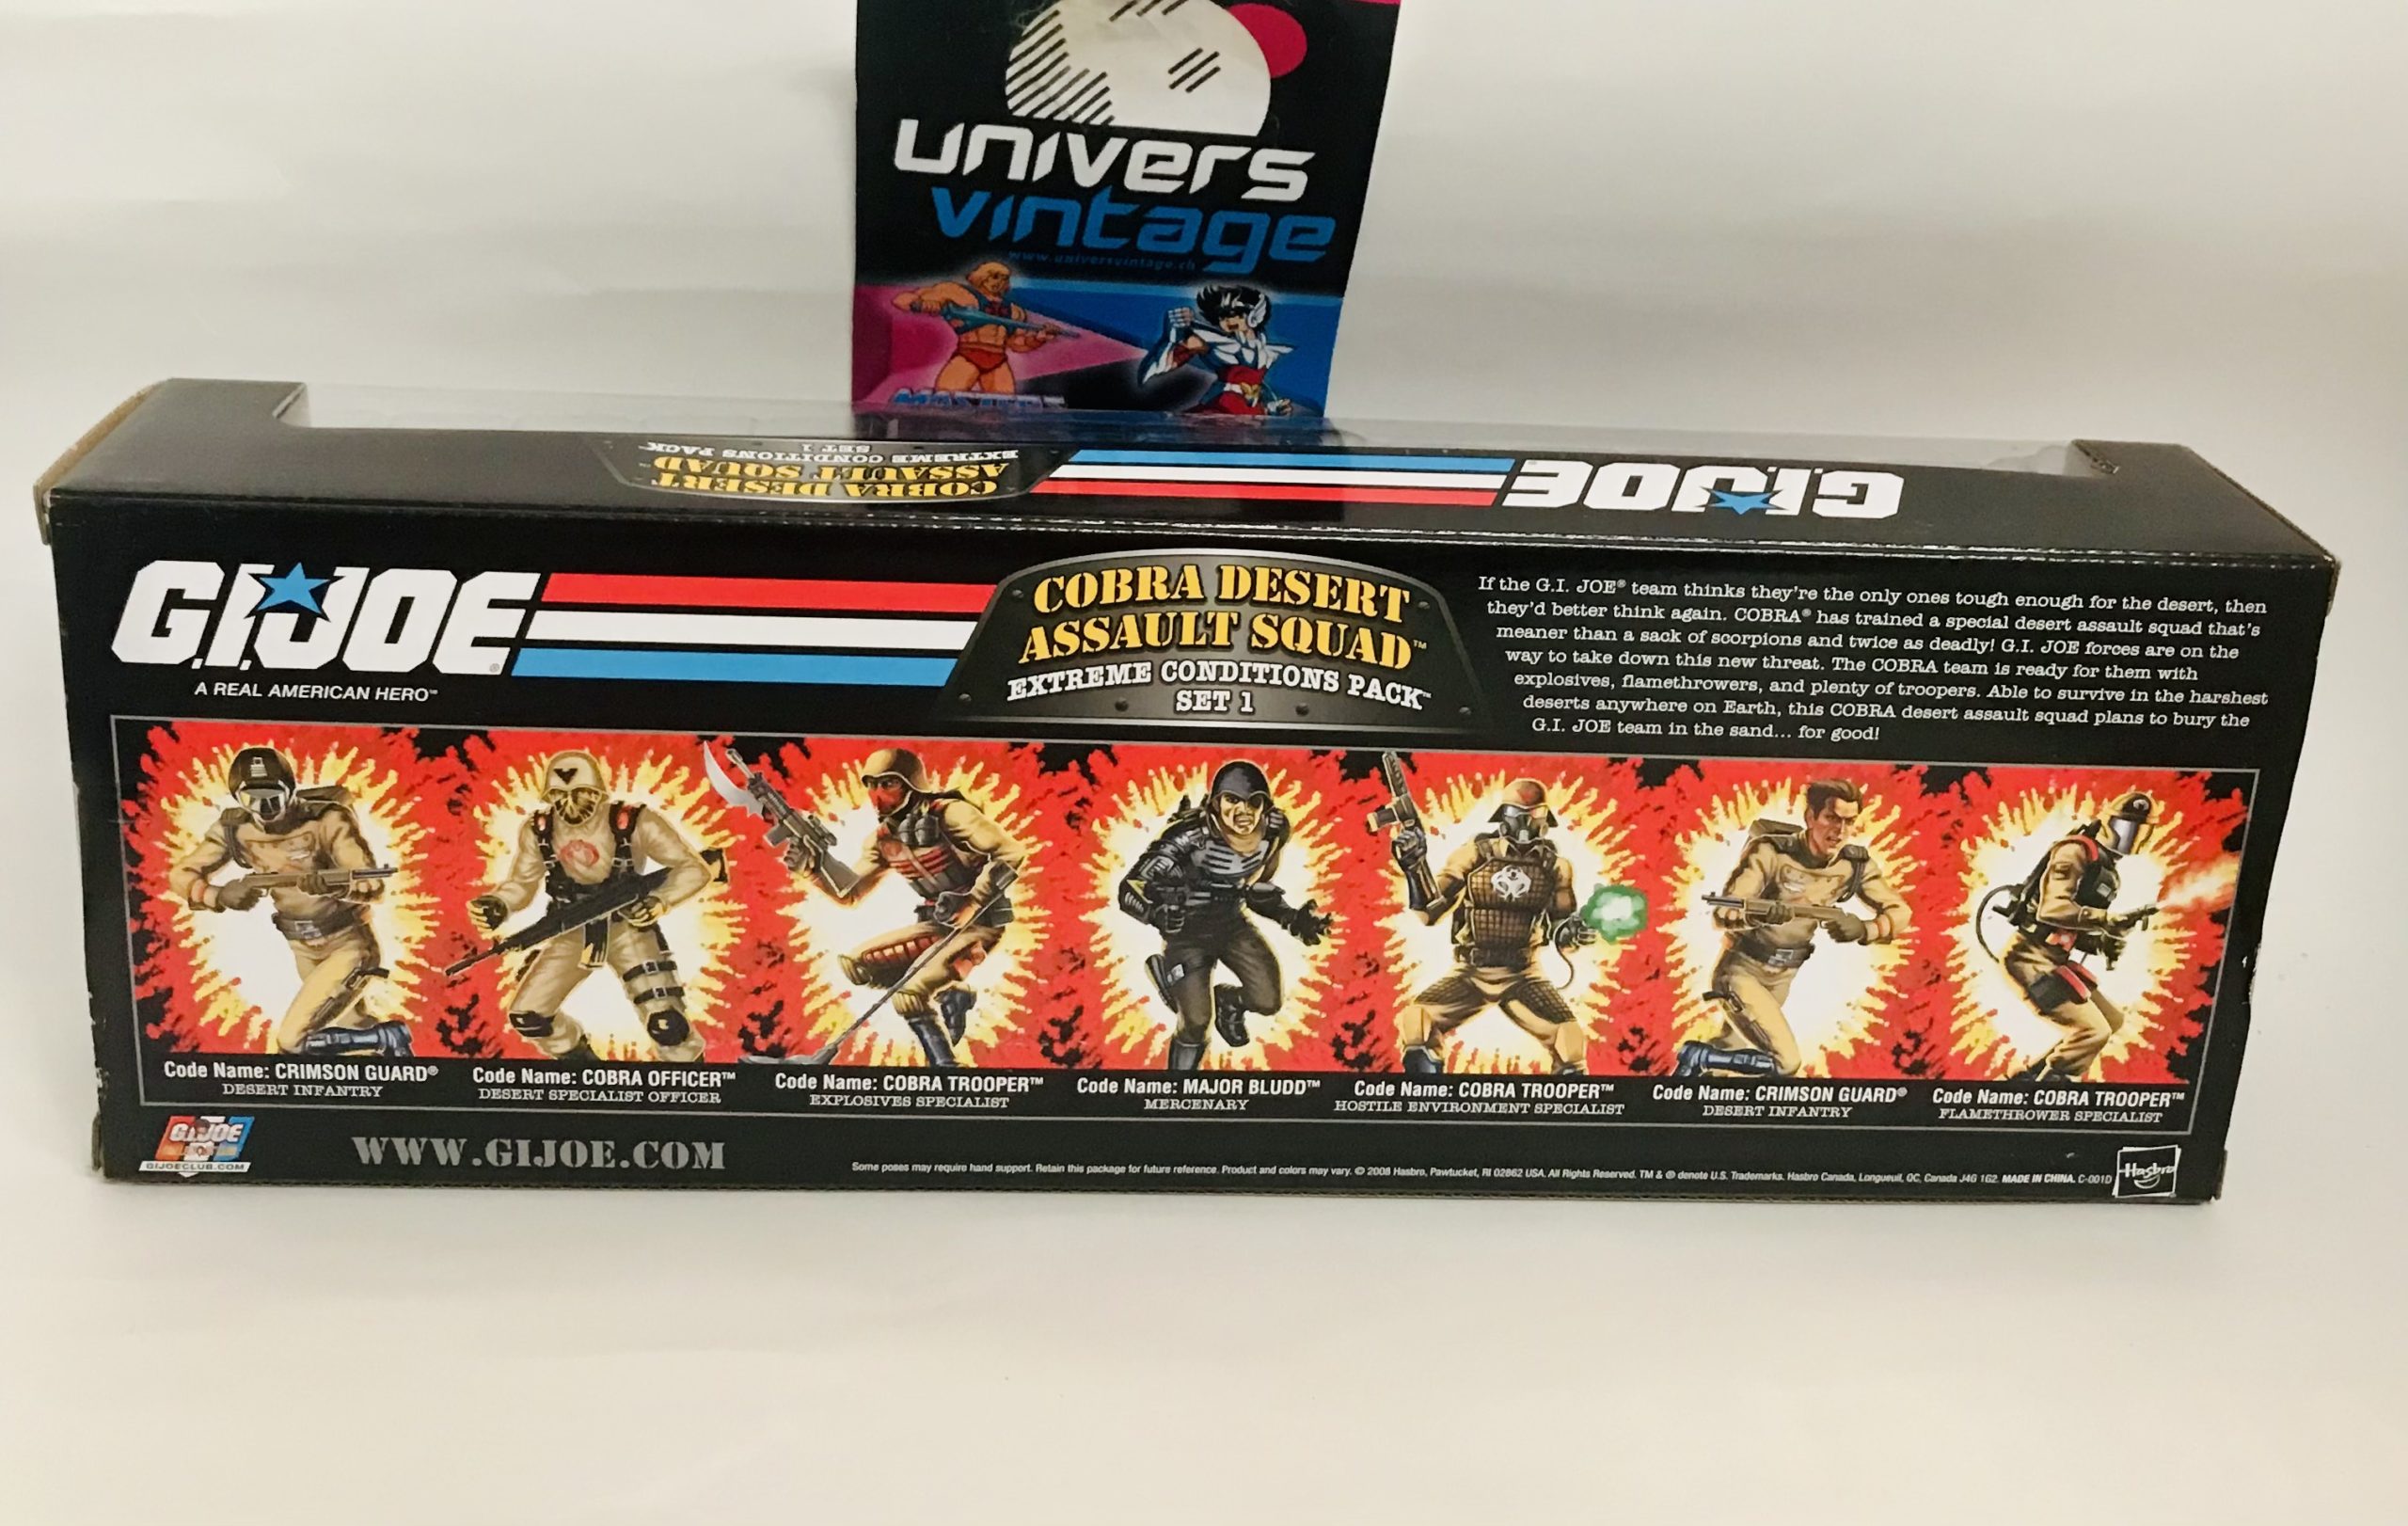 univers
vintage
www.universvintage.ch
COBRA DESERT
ASSAULT SQUAD™
EXTREME CONDITIONS PACK™
SET 1
G.I. JOE
G.I. JOE®
A REAL AMERICAN HERO™
COBRA DESERT
ASSAULT SQUAD™
EXTREME CONDITIONS PACK™
SET 1
If the G.I. JOE® team thinks they're the only ones tough enough for the desert, then
they'd better think again. COBRA® has trained a special desert assault squad that's
meaner than a sack of scorpions and twice as deadly! G.I. JOE forces are on the
way to take down this new threat. The COBRA team is ready for them with
explosives, flamethrowers, and plenty of troopers. Able to survive in the harshest
deserts anywhere on Earth, this COBRA desert assault squad plans to bury the
G.I. JOE team in the sand... for good!
Code Name: CRIMSON GUARD®
DESERT INFANTRY
Code Name: COBRA OFFICER™
DESERT SPECIALIST OFFICER
Code Name: COBRA TROOPER™
EXPLOSIVES SPECIALIST
Code Name: MAJOR BLUDD™
MERCENARY
Code Name: COBRA TROOPER™
HOSTILE ENVIRONMENT SPECIALIST
Code Name: CRIMSON GUARD®
DESERT INFANTRY
Code Name: COBRA TROOPER™
FLAMETHROWER SPECIALIST
GI JOE
GIJOECLUB.COM
WWW.GIJOE.COM
Some poses may require hand support. Retain this package for future reference. Product and colors may vary. © 2008 Hasbro, Pawtucket, RI 02862 USA. All Rights Reserved. TM & ® denote U.S. Trademarks. Hasbro Canada, Longueuil, QC, Canada J4G 1G2. MADE IN CHINA. C-001D
Hasbro